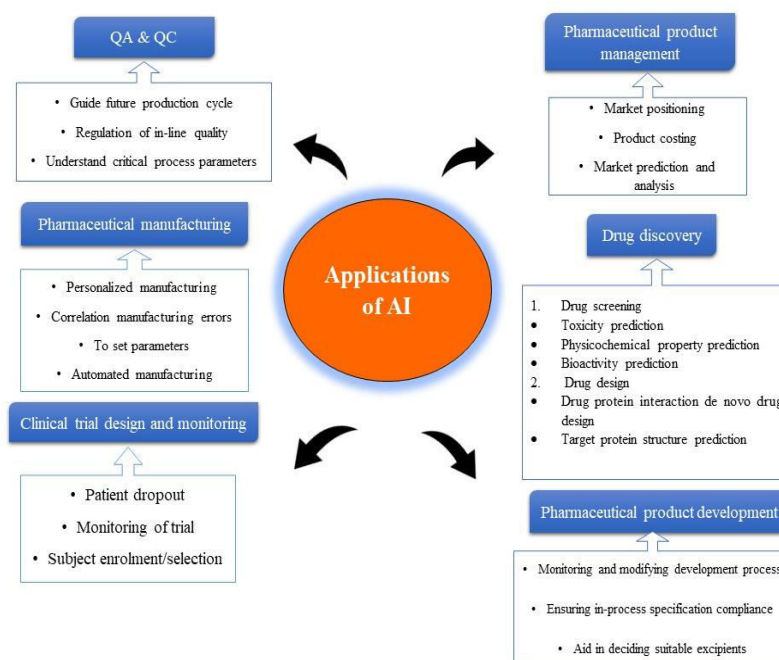 QA & QC
• Guide future production cycle
• Regulation of in-line quality
• Understand critical process parameters
Pharmaceutical manufacturing
• Personalized manufacturing
• Correlation manufacturing errors
• To set parameters
• Automated manufacturing
Clinical trial design and monitoring
• Patient dropout
• Monitoring of trial
• Subject enrolment/selection
Applications
of AI
Pharmaceutical product
management
• Market positioning
• Product costing
• Market prediction and
analysis
Drug discovery
1. Drug screening
• Toxicity prediction
• Physicochemical property prediction
• Bioactivity prediction
2. Drug design
• Drug protein interaction de novo drug
design
• Target protein structure prediction
Pharmaceutical product development
• Monitoring and modifying development process
• Ensuring in-process specification compliance
• Aid in deciding suitable excipients